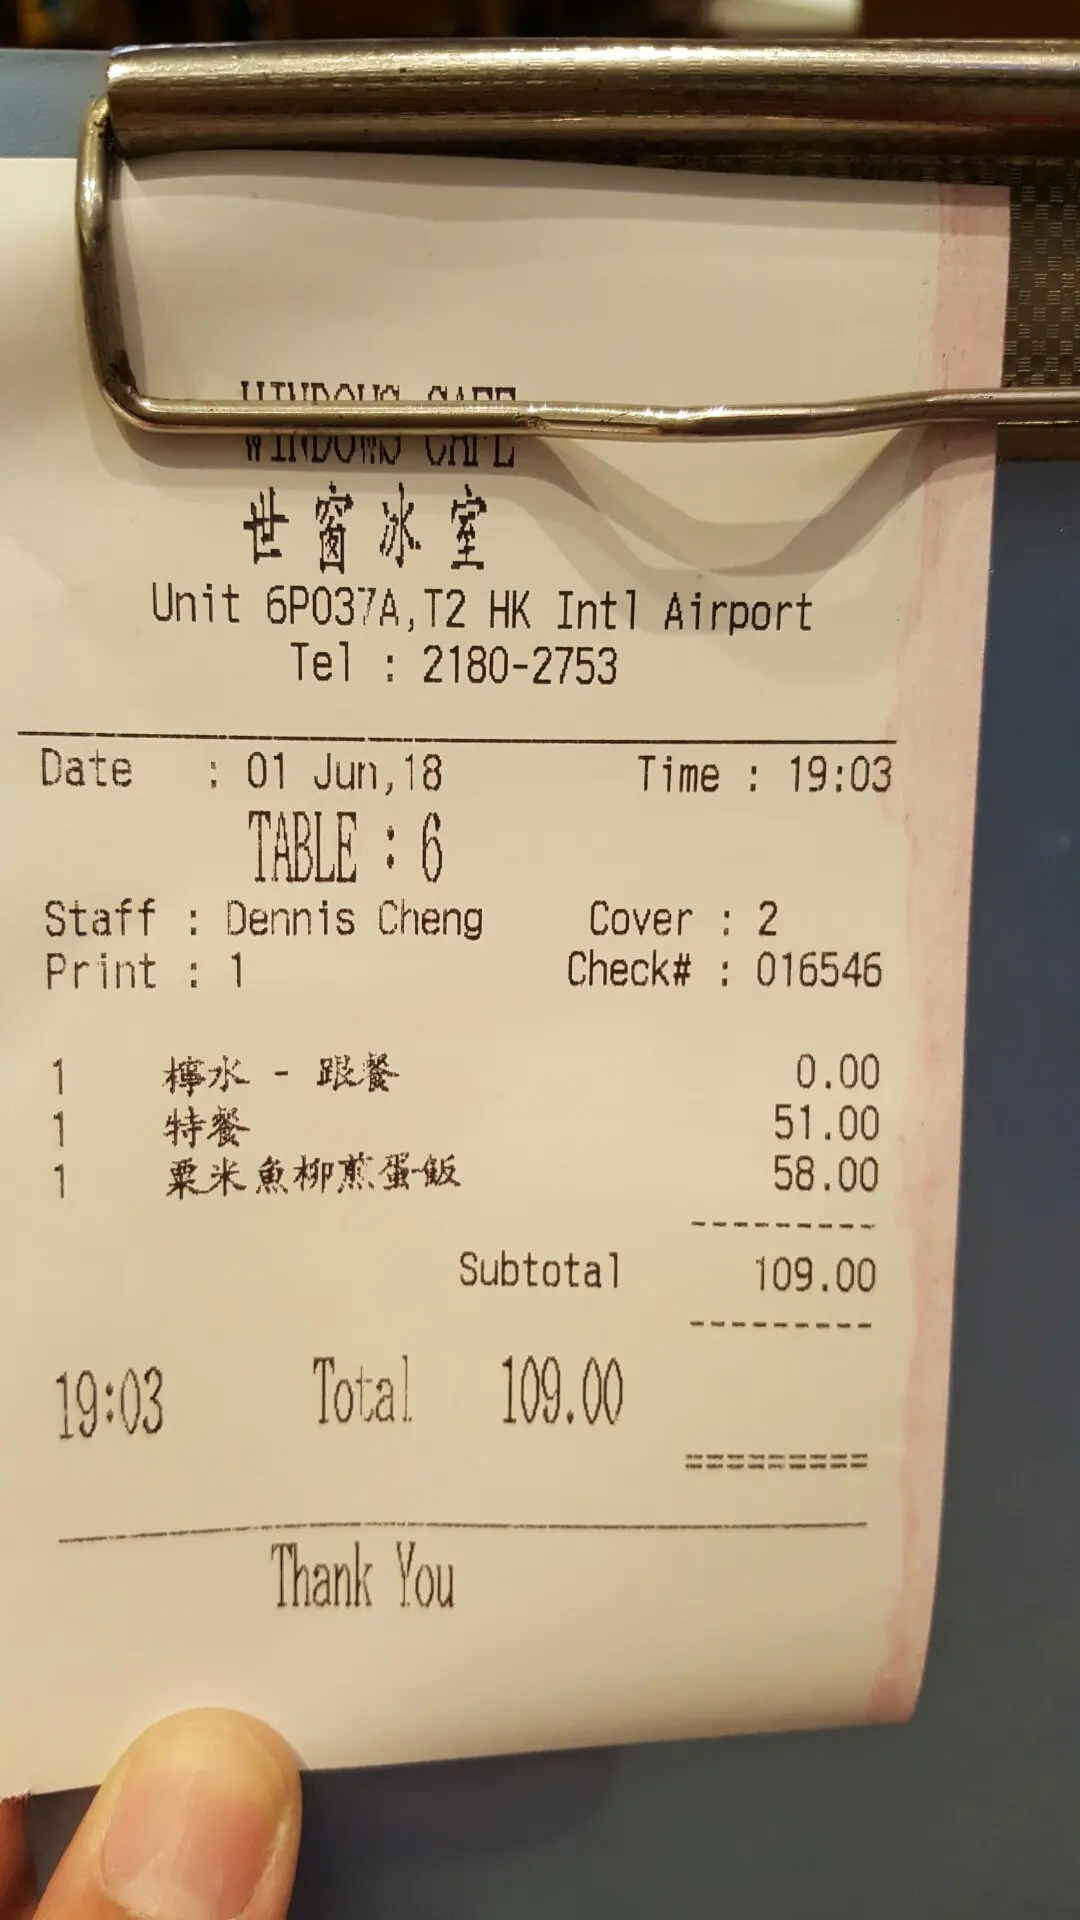 WINDOWS CAFE
WINDOWS CAFE
世窗冰室
Unit 6P037A,T2 HK Intl Airport
Tel : 2180-2753
Date : 01 Jun,18 Time : 19:03
TABLE : 6
Staff : Dennis Cheng Cover : 2
Print : 1 Check# : 016546
1 檸水 - 跟餐 0.00
1 特餐 51.00
1 粟米魚柳煎蛋飯 58.00
---------
Subtotal 109.00
---------
19:03 Total 109.00
=========
Thank You